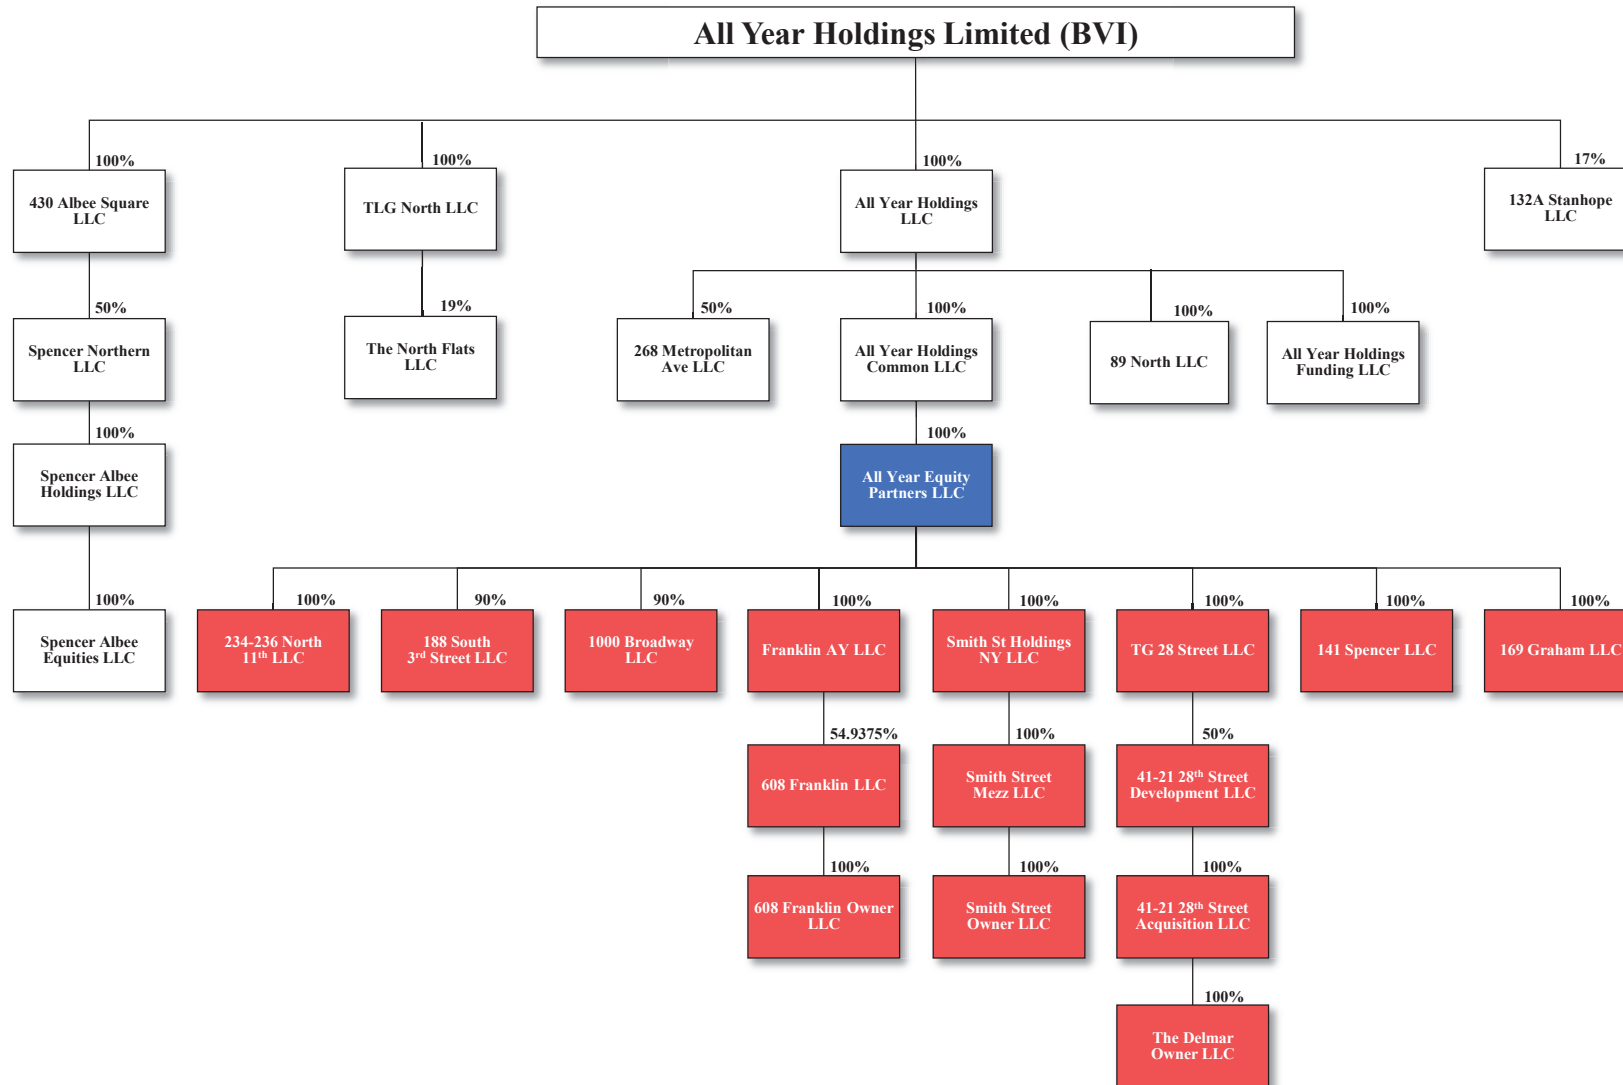 All Year Holdings Limited (BVI)
100%
100%
100%
17%
430 Albee Square
LLC
TLG North LLC
All Year Holdings
LLC
132A Stanhope
LLC
50%
19%
50%
100%
100%
100%
Spencer Northern
LLC
The North Flats
LLC
268 Metropolitan
Ave LLC
All Year Holdings
Common LLC
89 North LLC
All Year Holdings
Funding LLC
100%
100%
Spencer Albee
Holdings LLC
All Year Equity
Partners LLC
100%
100%
90%
90%
100%
100%
100%
100%
100%
Spencer Albee
Equities LLC
234-236 North
11th LLC
188 South
3rd Street LLC
1000 Broadway
LLC
Franklin AY LLC
Smith St Holdings
NY LLC
TG 28 Street LLC
141 Spencer LLC
169 Graham LLC
54.9375%
100%
50%
608 Franklin LLC
Smith Street
Mezz LLC
41-21 28th Street
Development LLC
100%
100%
100%
608 Franklin Owner
LLC
Smith Street
Owner LLC
41-21 28th Street
Acquisition LLC
100%
The Delmar
Owner LLC